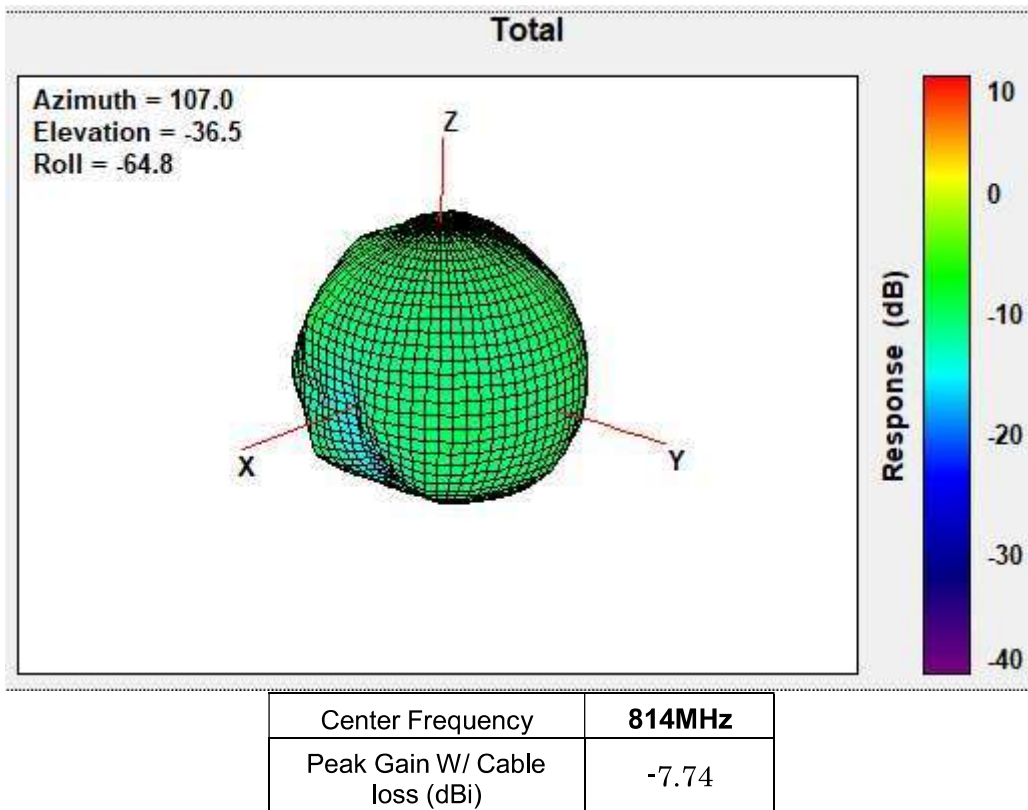 Total
Azimuth = 107.0
Elevation = -36.5
Roll = -64.8
Z
X
Y
10
0
-10
-20
-30
-40
Response (dB)
Center Frequency 814MHz
Peak Gain W/ Cable
loss (dBi) -7.74